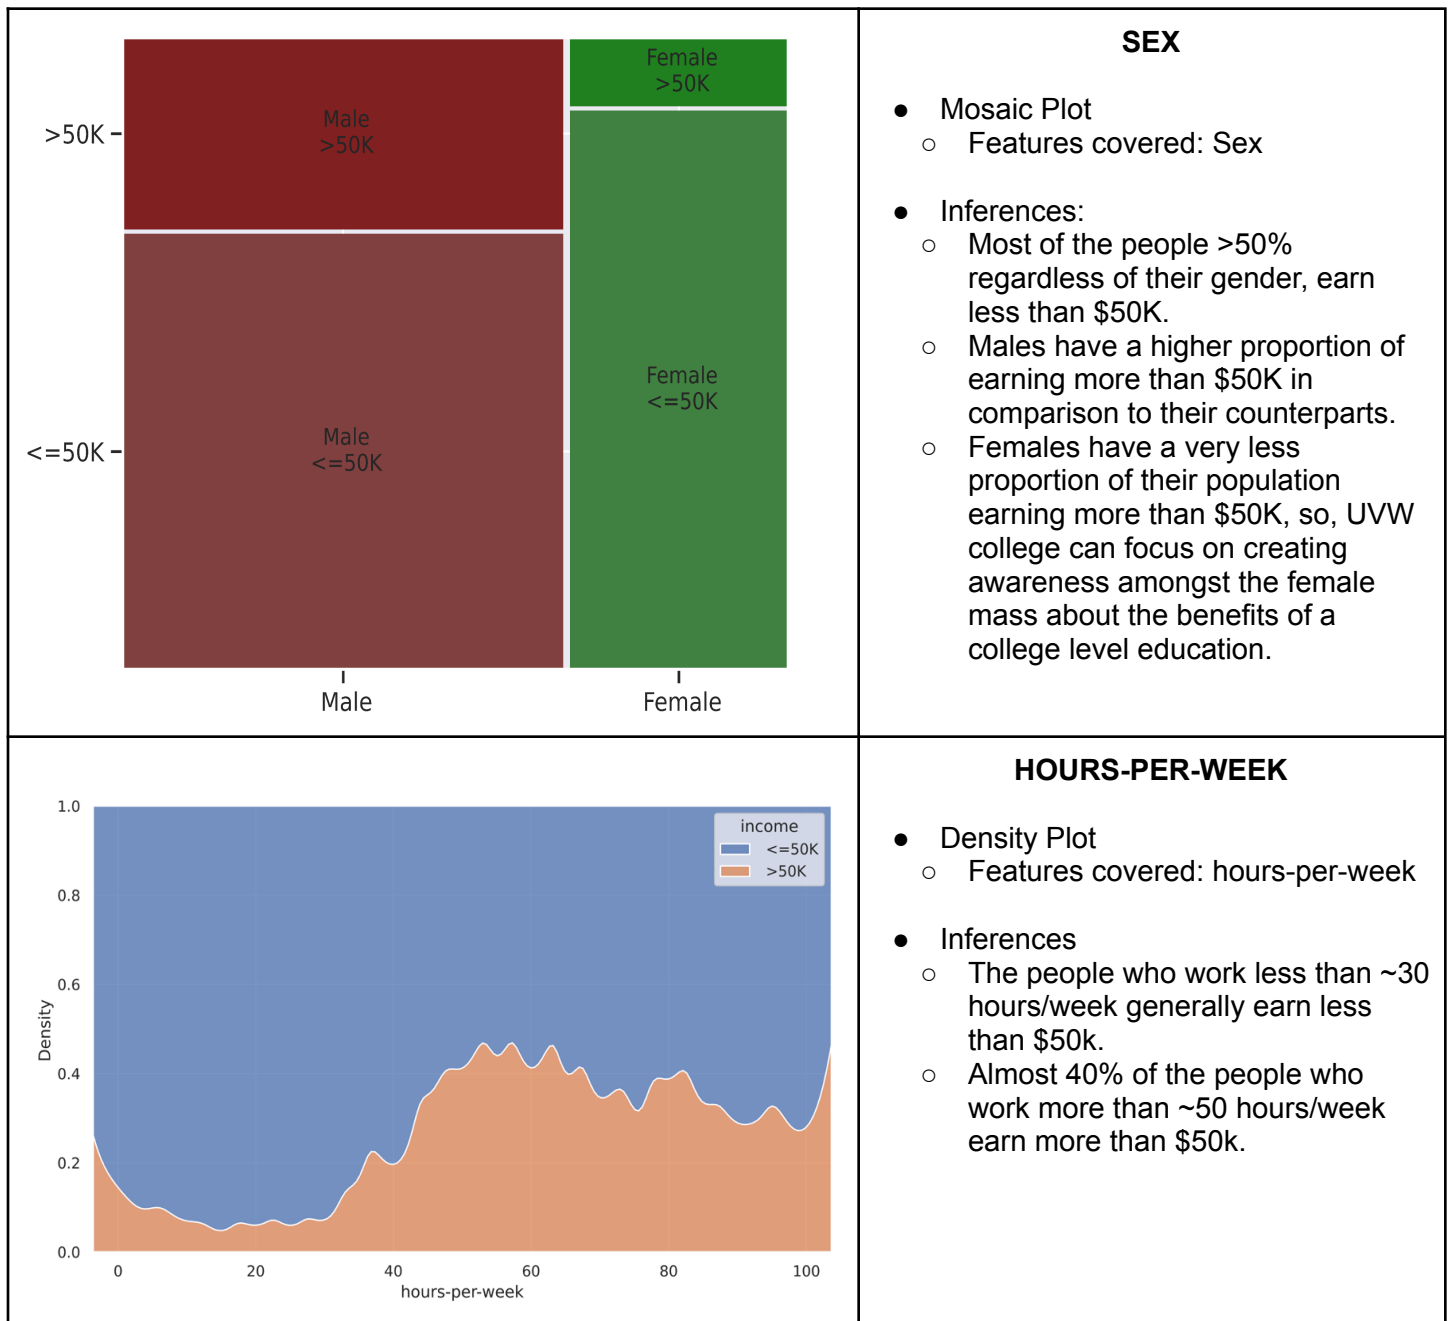 Female
>50K
Male
>50K
>50K
Female
<=50K
Male
<=50K
<=50K
Male
Female
SEX
● Mosaic Plot
○ Features covered: Sex
● Inferences:
○ Most of the people >50%
regardless of their gender, earn
less than $50K.
○ Males have a higher proportion of
earning more than $50K in
comparison to their counterparts.
○ Females have a very less
proportion of their population
earning more than $50K, so, UVW
college can focus on creating
awareness amongst the female
mass about the benefits of a
college level education.
1.0
0.8
0.6
0.4
0.2
0.0
Density
income
<=50K
>50K
0 20 40 60 80 100
hours-per-week
HOURS-PER-WEEK
● Density Plot
○ Features covered: hours-per-week
● Inferences
○ The people who work less than ~30
hours/week generally earn less
than $50k.
○ Almost 40% of the people who
work more than ~50 hours/week
earn more than $50k.